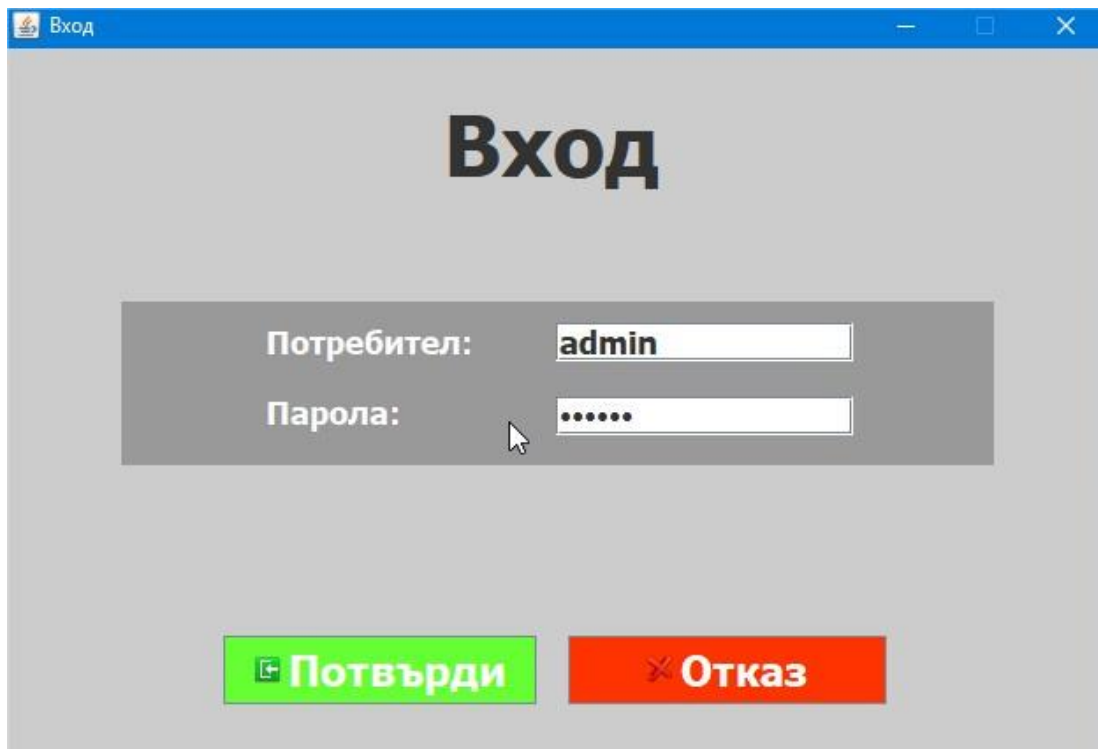 Вход
Вход
Потребител: admin
Парола: ••••••
Потвърди Отказ